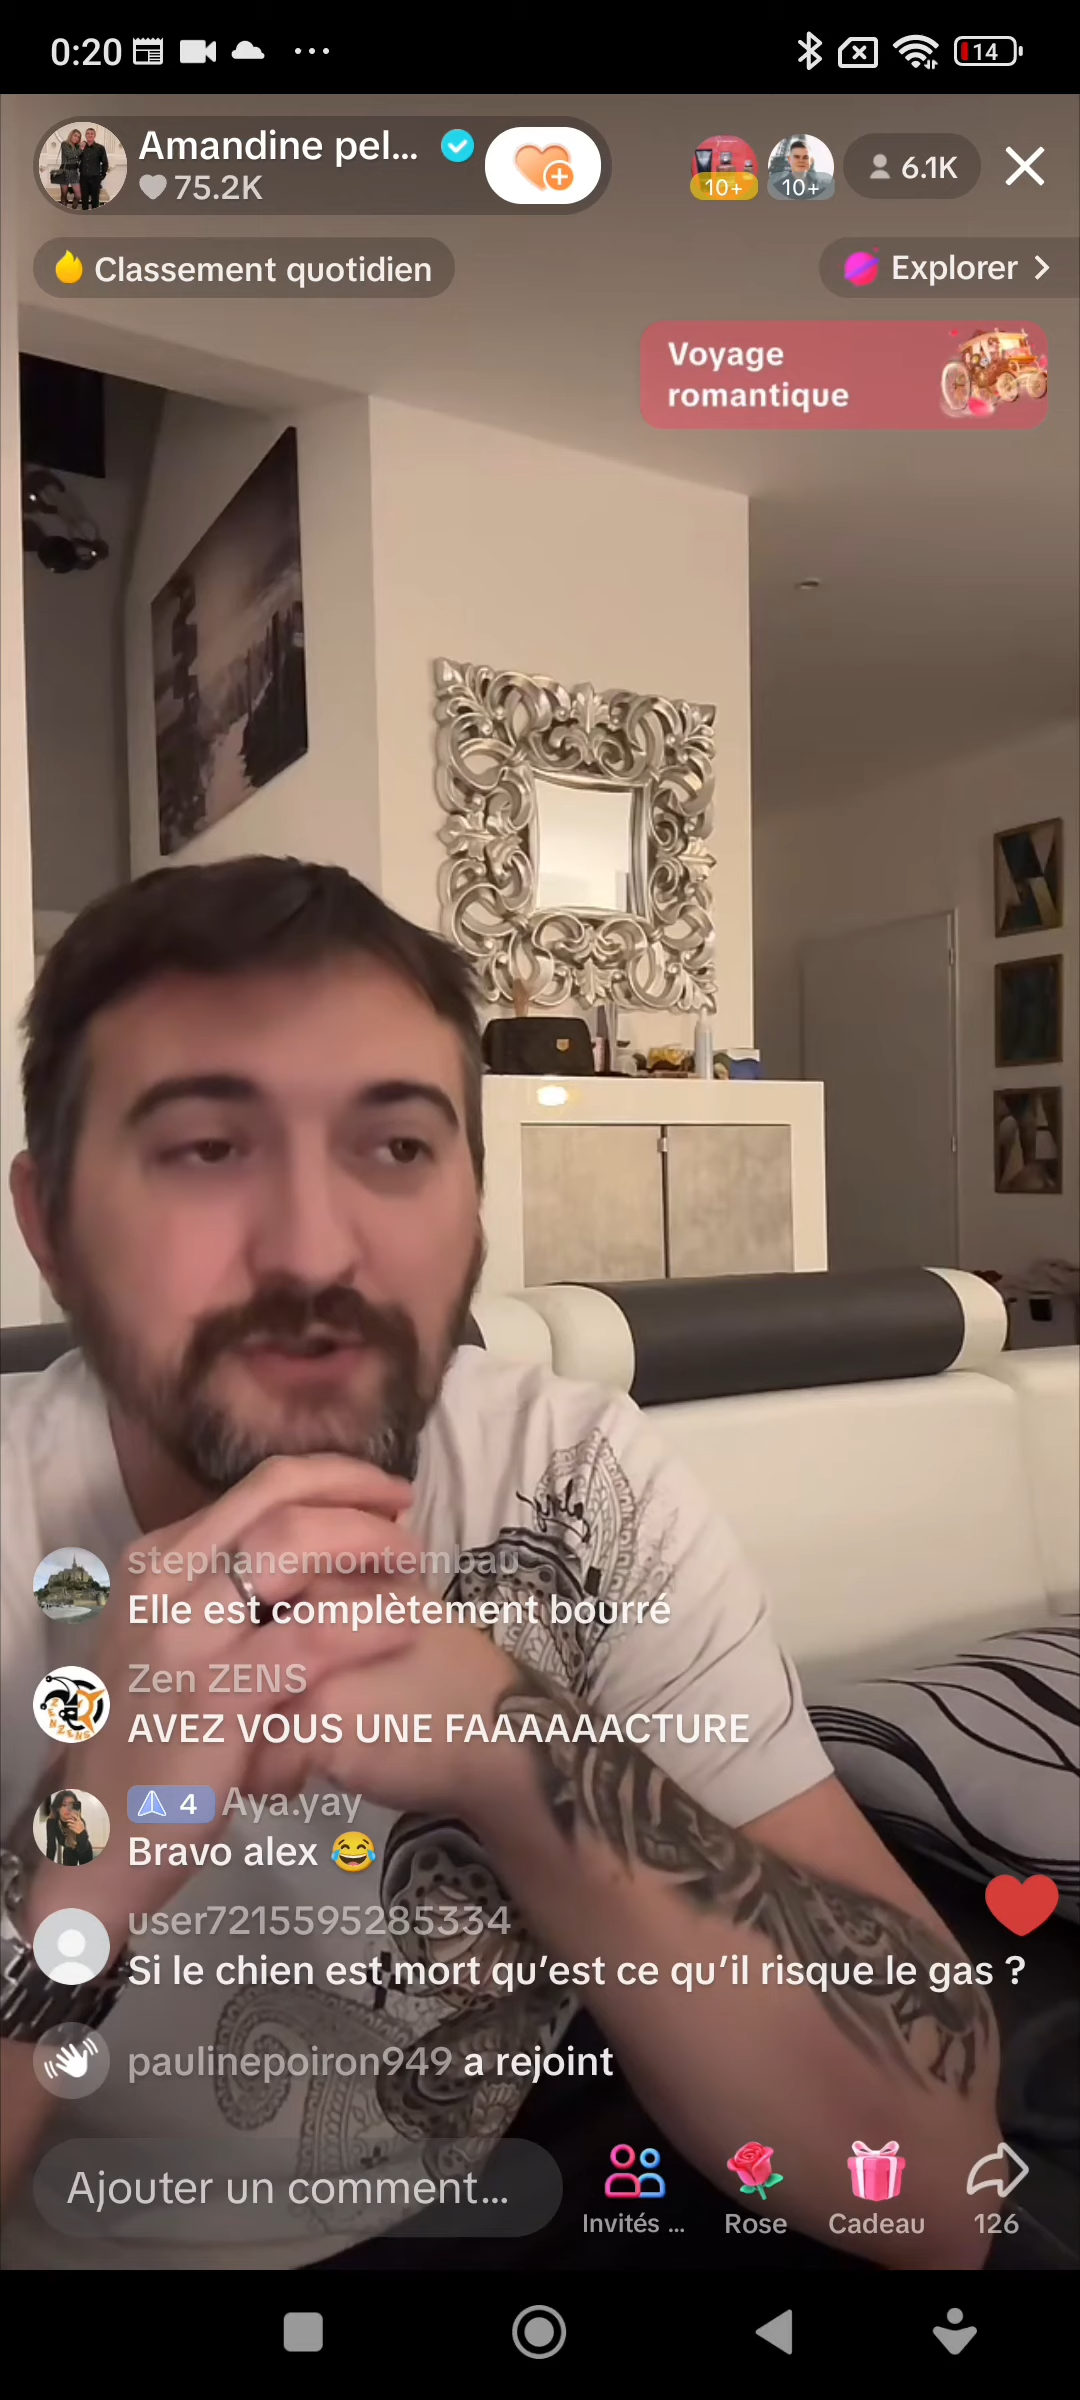 0:20
14
Amandine pel...
75.2K
10+
10+
6.1K
Classement quotidien
Explorer
Voyage
romantique
stephanemontembau
Elle est complètement bourré
Zen ZENS
AVEZ VOUS UNE FAAAAAACTURE
4 Aya.yay
Bravo alex 😂
user7215595285334
Si le chien est mort qu’est ce qu’il risque le gas ?
paulinepoiron949 a rejoint
Ajouter un comment...
Invités ...
Rose
Cadeau
126